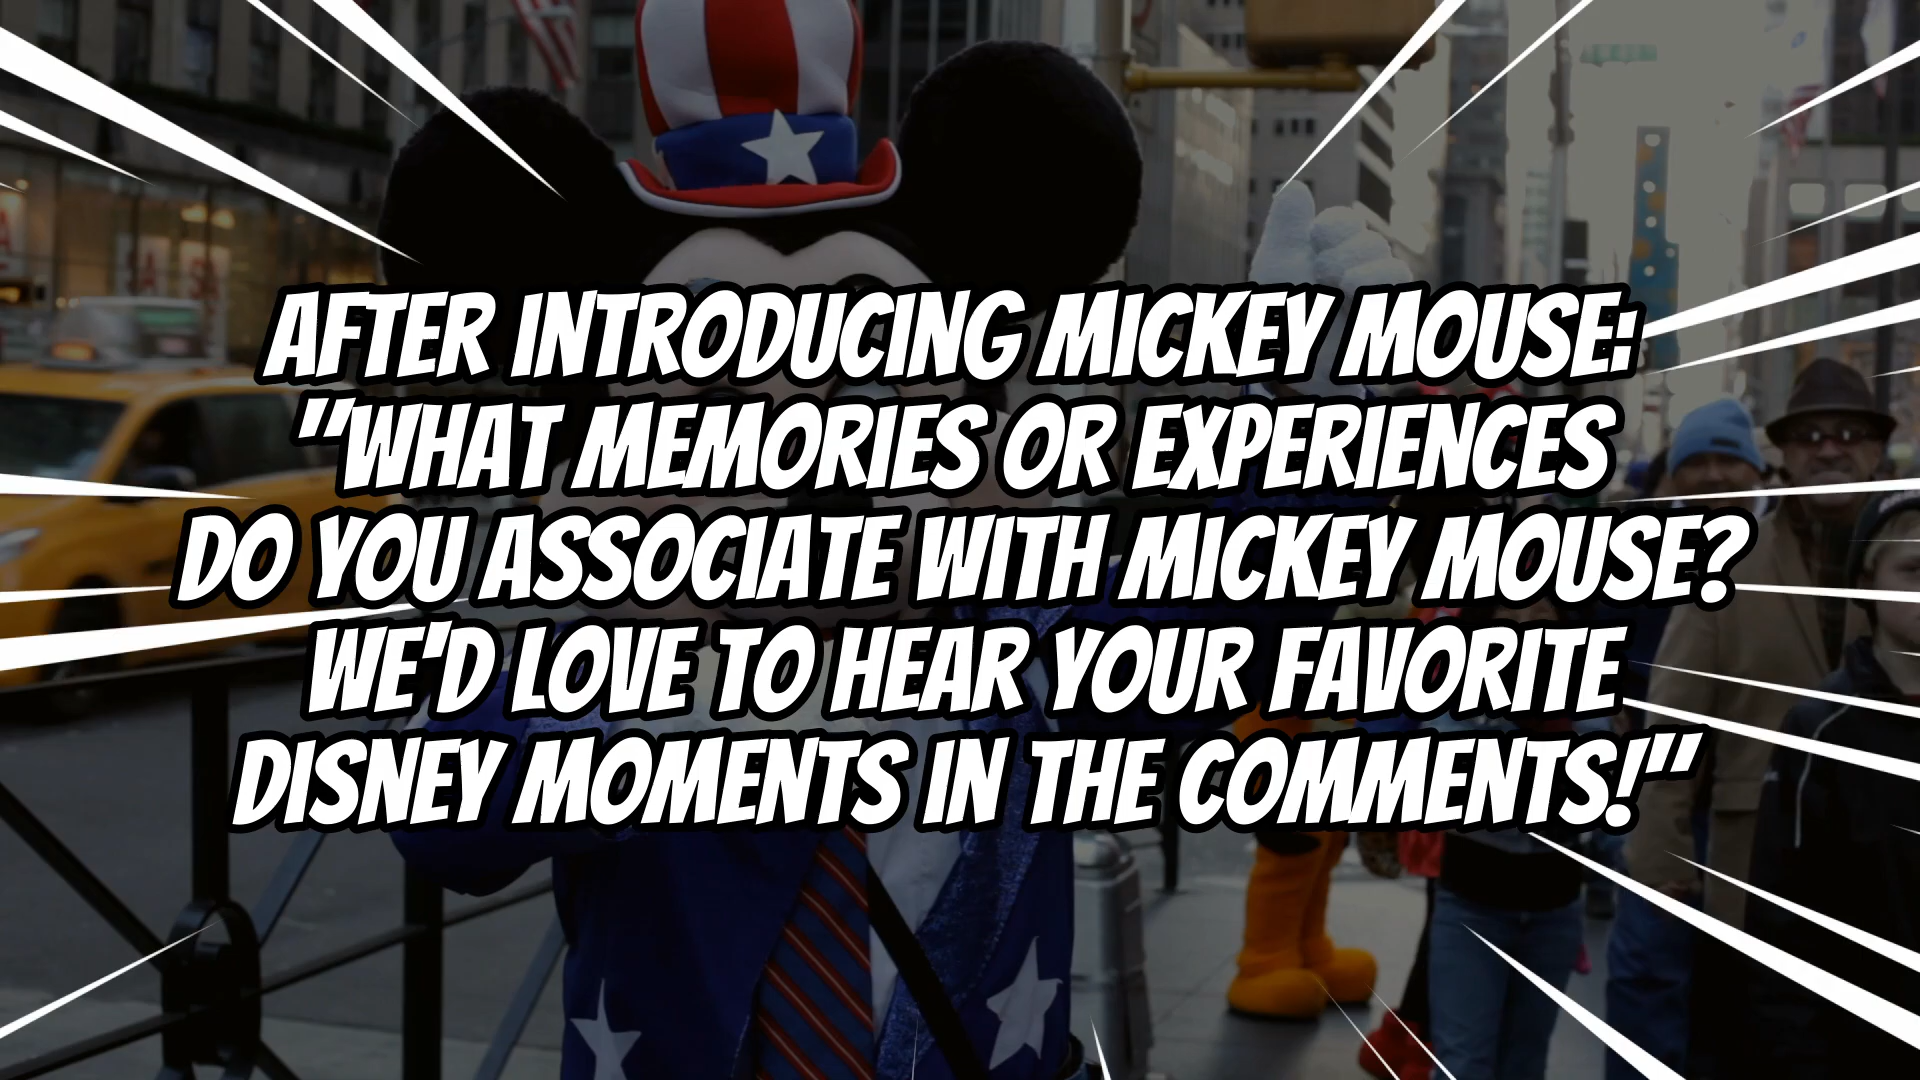 AFTER INTRODUCING MICKEY MOUSE:
"WHAT MEMORIES OR EXPERIENCES
DO YOU ASSOCIATE WITH MICKEY MOUSE?
WE'D LOVE TO HEAR YOUR FAVORITE
DISNEY MOMENTS IN THE COMMENTS!"